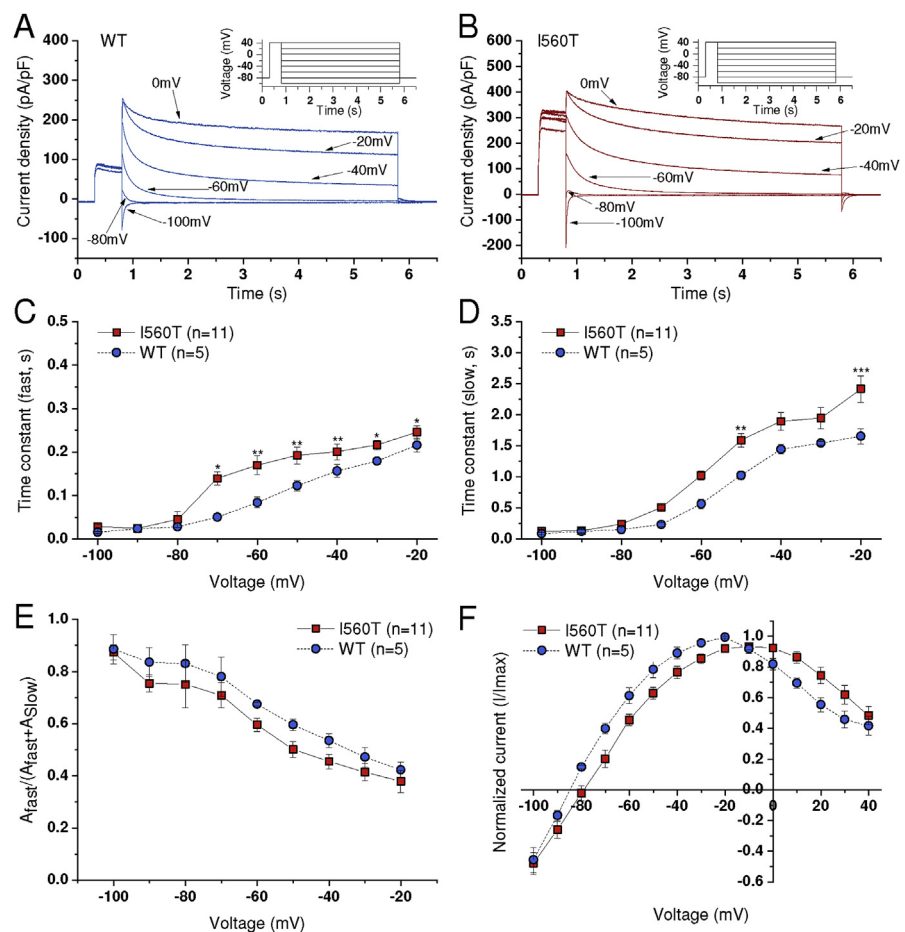 A
WT
Current density (pA/pF)
400
300
200
100
0
-100
0 1 2 3 4 5 6
Time (s)
0mV
-20mV
-40mV
-60mV
-80mV
-100mV
Voltage (mV)
40
0
-40
-80
0 1 2 3 4 5 6
Time (s)
B
I560T
Current density (pA/pF)
600
500
400
300
200
100
0
-100
-200
0 1 2 3 4 5 6
Time (s)
0mV
-20mV
-40mV
-60mV
-80mV
-100mV
Voltage (mV)
40
0
-40
-80
0 1 2 3 4 5 6
Time (s)
C
I560T (n=11)
WT (n=5)
Time constant (fast, s)
0.5
0.4
0.3
0.2
0.1
0.0
* ** ** ** * *
-100 -80 -60 -40 -20
Voltage (mV)
D
I560T (n=11)
WT (n=5)
Time constant (slow, s)
3.5
3.0
2.5
2.0
1.5
1.0
0.5
0.0
** ***
-100 -80 -60 -40 -20
Voltage (mV)
E
I560T (n=11)
WT (n=5)
Afast/(Afast+ASlow)
1.0
0.8
0.6
0.4
0.2
0.0
-100 -80 -60 -40 -20
Voltage (mV)
F
I560T (n=11)
WT (n=5)
Normalized current (I/Imax)
1.0
0.8
0.6
0.4
0.2
-0.2
-0.4
-0.6
-100 -80 -60 -40 -20 0 20 40
Voltage (mV)